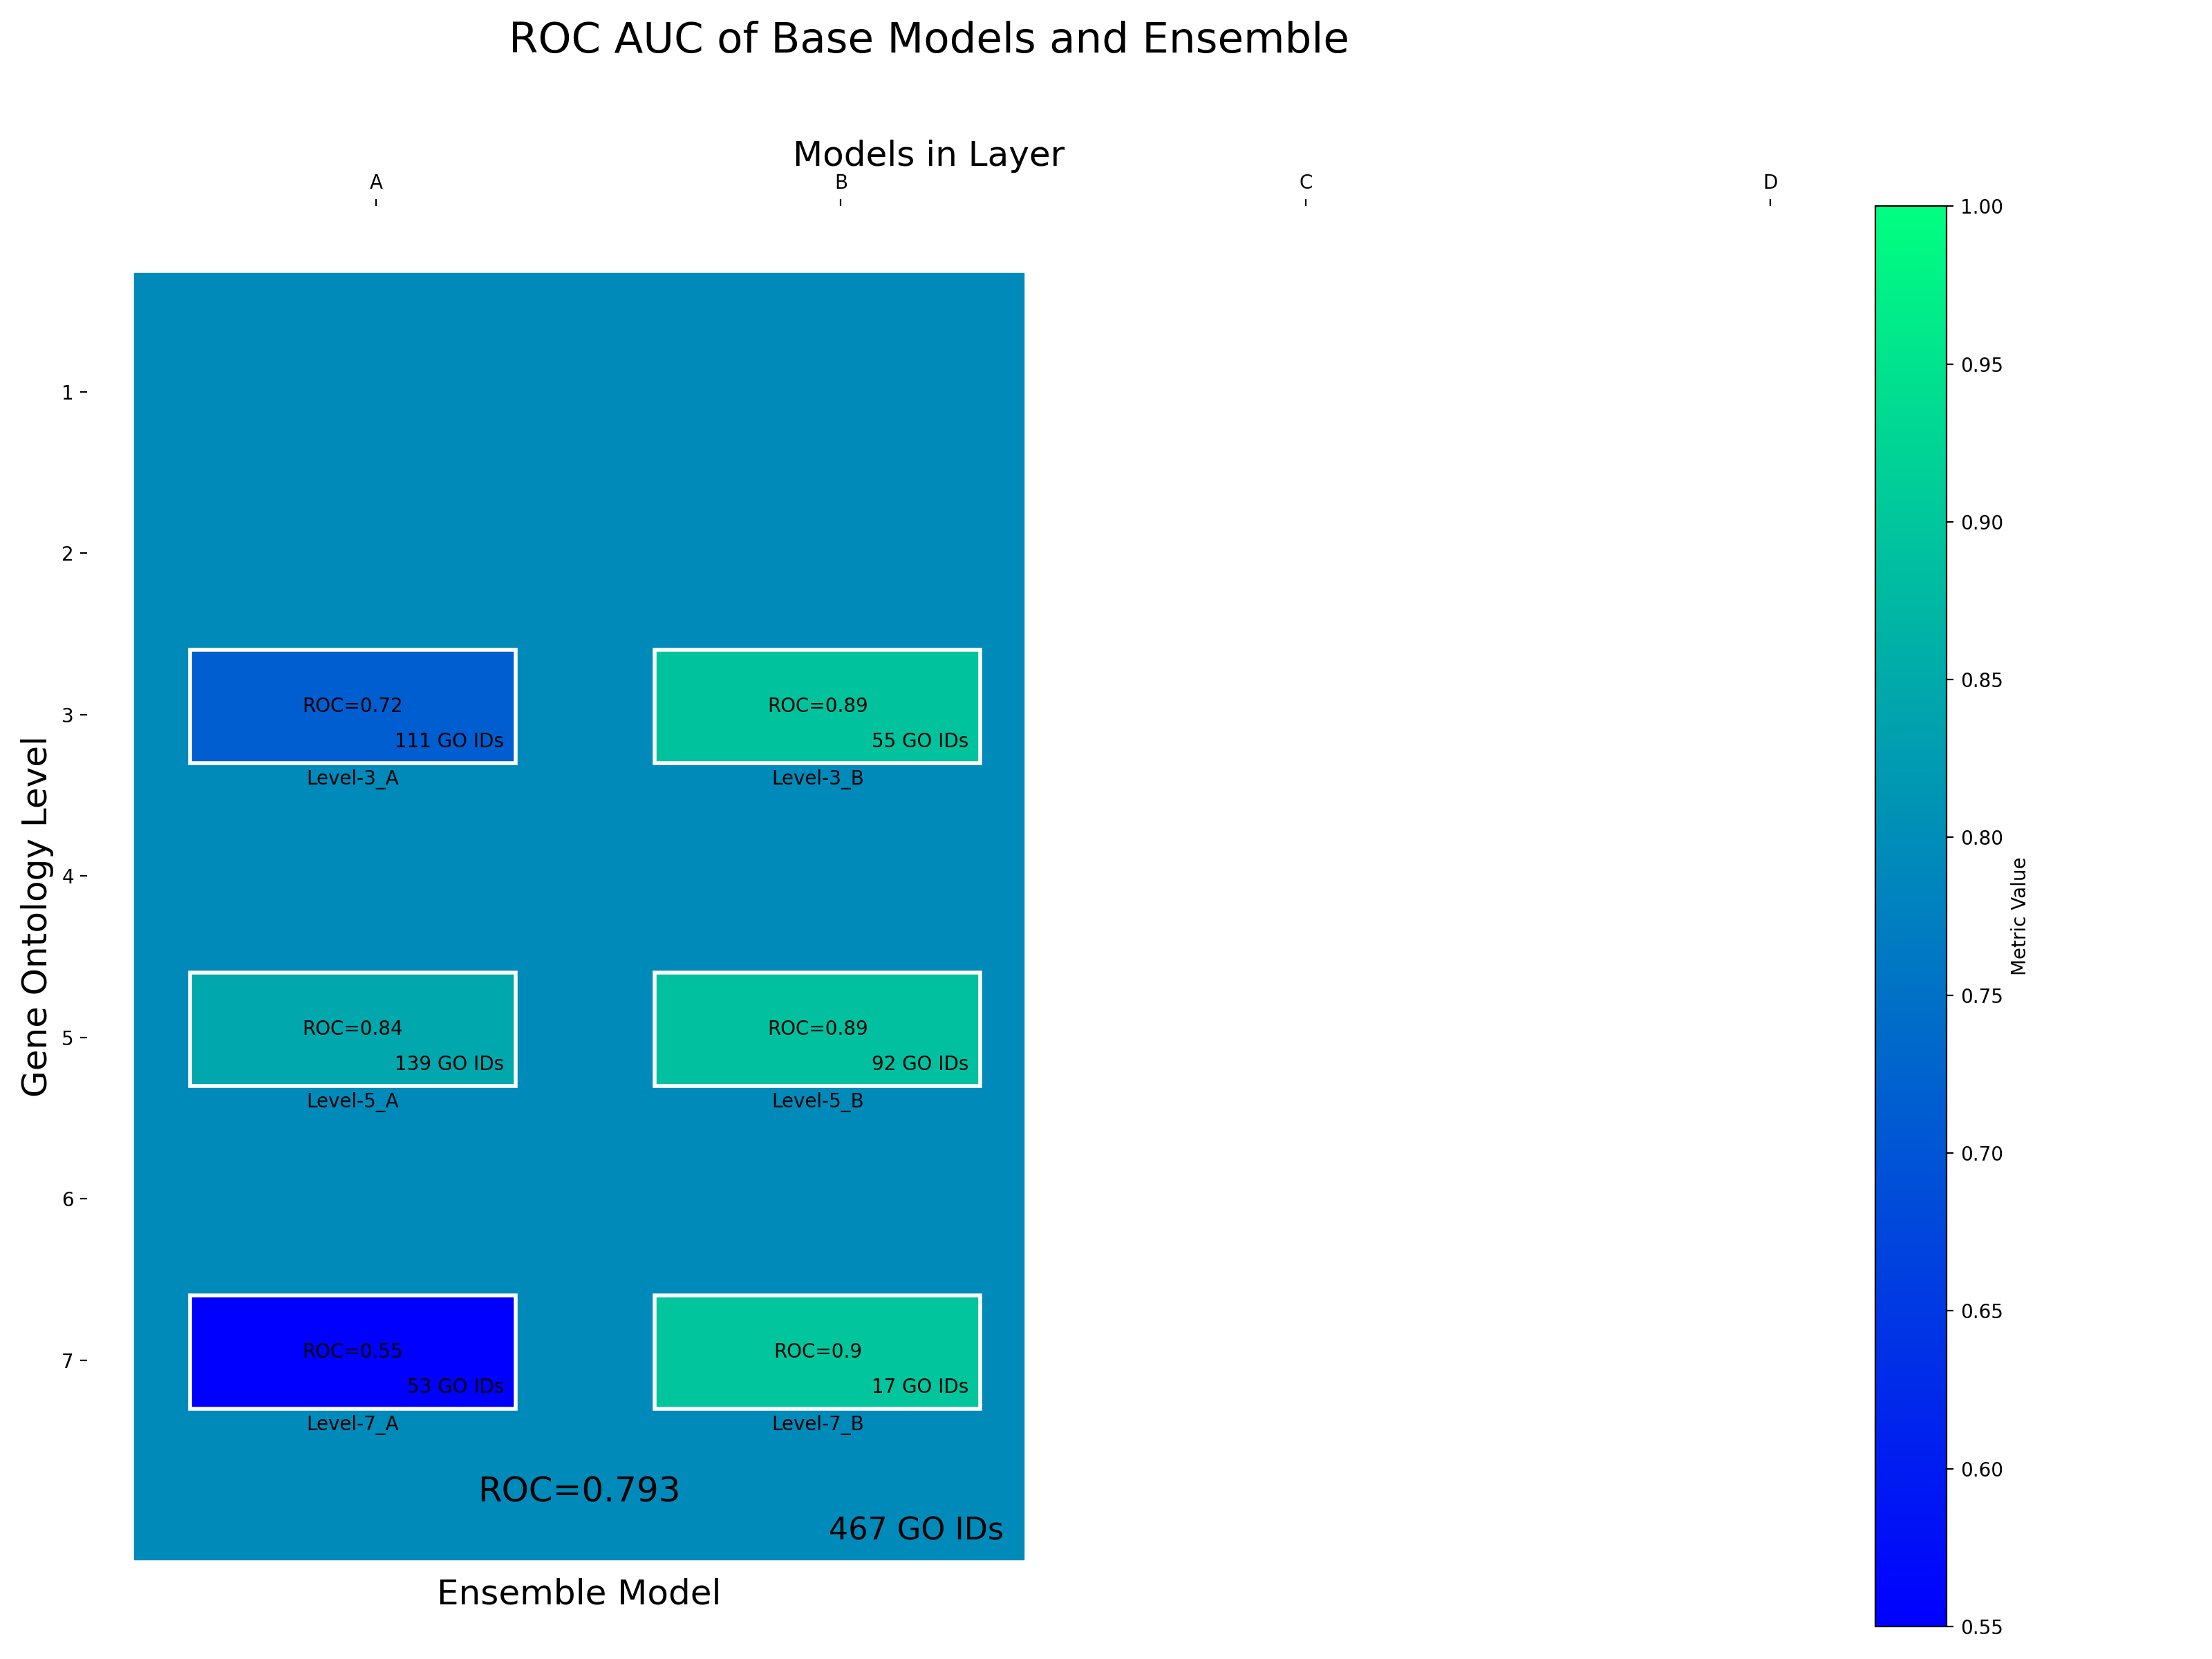 ROC AUC of Base Models and Ensemble
Models in Layer
A
B
C
D
Gene Ontology Level
1
2
3
4
5
6
7
ROC=0.72
111 GO IDs
Level-3_A
ROC=0.89
55 GO IDs
Level-3_B
ROC=0.84
139 GO IDs
Level-5_A
ROC=0.89
92 GO IDs
Level-5_B
ROC=0.55
53 GO IDs
Level-7_A
ROC=0.9
17 GO IDs
Level-7_B
ROC=0.793
467 GO IDs
Ensemble Model
1.00
0.95
0.90
0.85
0.80
0.75
0.70
0.65
0.60
0.55
Metric Value